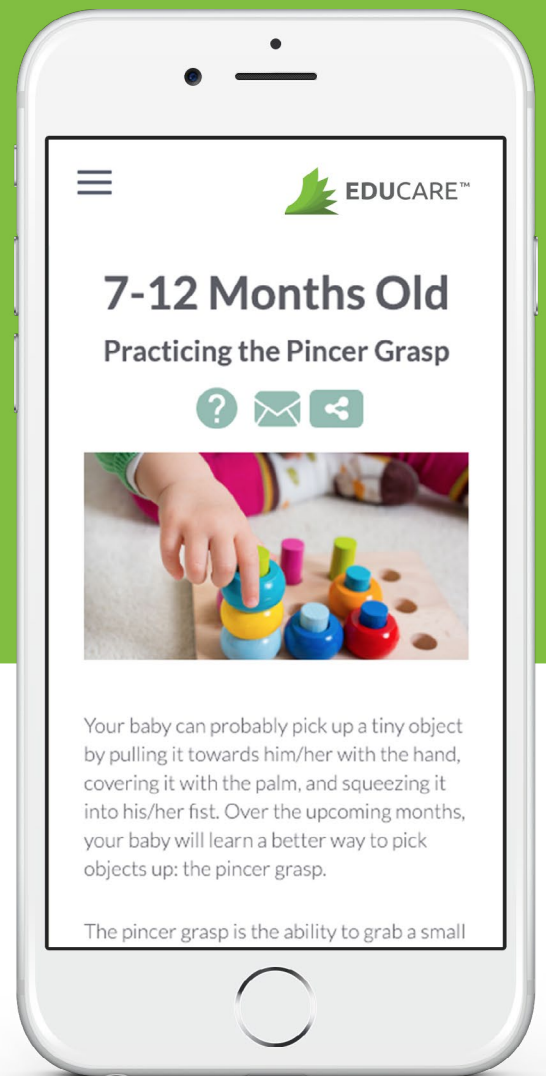 EDUCARE™
7-12 Months Old
Practicing the Pincer Grasp
?
Your baby can probably pick up a tiny object
by pulling it towards him/her with the hand,
covering it with the palm, and squeezing it
into his/her fist. Over the upcoming months,
your baby will learn a better way to pick
objects up: the pincer grasp.
The pincer grasp is the ability to grab a small